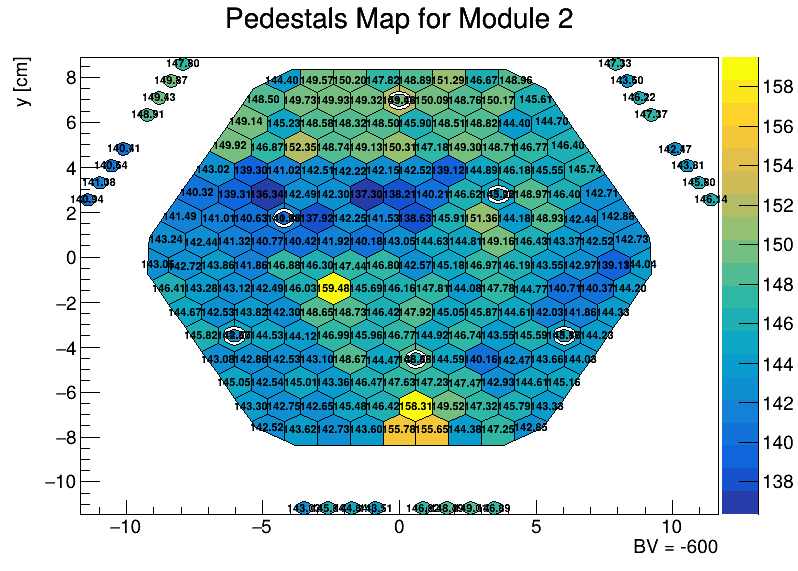 Pedestals Map for Module 2
y [cm]
147.80 147.33
149.87 144.40 149.57 150.20 147.82 148.89 151.29 146.67 148.96 143.50
149.43 148.50 149.73 149.93 149.32 150.09 148.76 150.17 145.61 146.22
148.91 149.14 145.23 148.58 148.50 145.90 148.51 148.83 144.40 144.70 147.37
149.92 146.87 152.35 148.74 149.13 150.31 147.18 149.30 148.71 146.77 146.40
140.41 142.47
140.64 143.02 139.30 141.02 142.51 140.21 142.15 142.52 139.12 144.89 146.18 145.55 145.74 143.81
141.08 140.32 139.31 136.34 142.49 142.30 137.30 138.21 140.21 146.62 148.97 146.40 142.71 145.80
140.94 146.14
141.49 141.01 140.63 137.92 142.25 141.53 138.63 145.91 151.36 144.18 148.93 142.44 142.88
143.24 142.44 141.32 140.77 140.42 141.92 140.18 143.05 144.63 144.81 149.16 146.43 143.37 142.52 142.73
142.72 143.86 141.86 146.88 146.30 147.44 146.80 142.57 145.18 146.97 146.19 143.55 142.97 139.13 144.04
146.41 143.28 143.12 142.49 146.03 159.48 145.69 146.16 147.81 144.08 147.78 144.77 140.71 140.37 144.20
144.67 142.53 143.82 142.30 148.65 148.73 146.42 147.92 145.05 145.44 146.61 142.03 141.86 144.33
145.82 144.53 144.12 146.99 145.96 146.77 144.92 146.76 143.55 145.59 144.23
143.08 142.86 142.53 143.10 148.67 144.47 144.59 140.16 142.47 143.66 144.03
145.05 142.54 145.01 143.36 146.47 147.63 147.23 147.47 142.93 144.61 145.16
143.30 142.75 142.65 145.48 146.42 158.31 149.52 147.32 145.79 143.33
142.52 143.62 142.73 143.60 155.78 155.65 144.38 147.25 142.85
8
6
4
2
0
−2
−4
−6
−8
−10
−10 −5 0 5 10
158
156
154
152
150
148
146
144
142
140
138
BV = -600